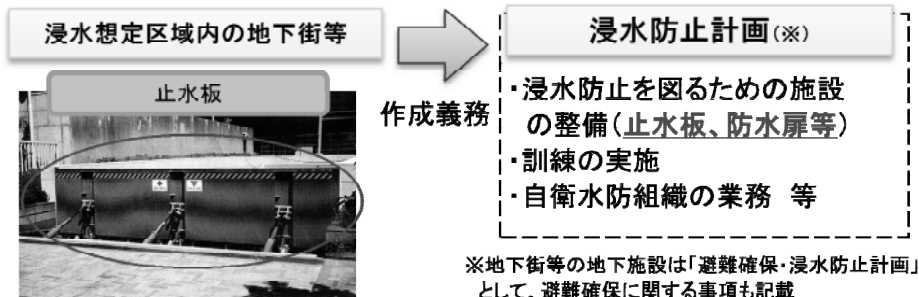 浸水想定区域内の地下街等
止水板
作成義務
浸水防止計画(※)
・浸水防止を図るための施設
の整備(止水板、防水扉等)
・訓練の実施
・自衛水防組織の業務 等
※地下街等の地下施設は「避難確保・浸水防止計画」
として、避難確保に関する事項も記載